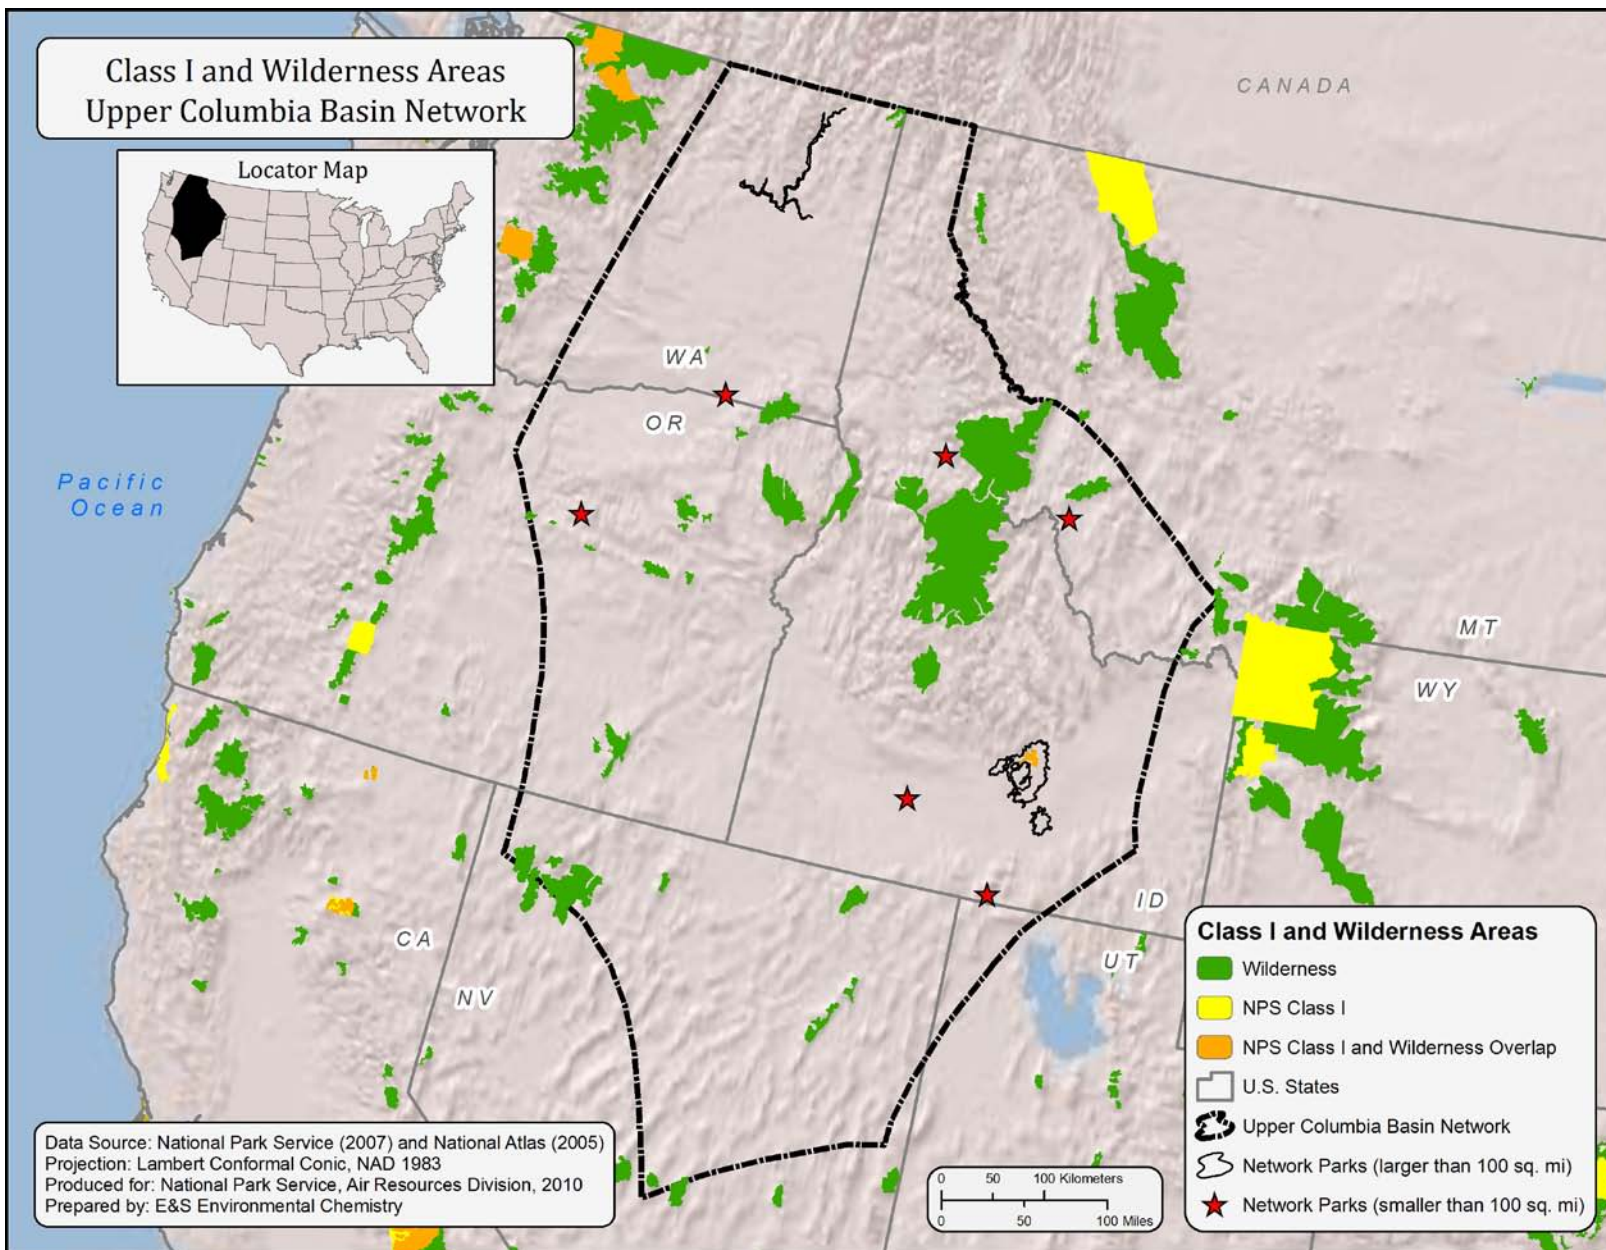 Class I and Wilderness Areas
Upper Columbia Basin Network
Locator Map
CANADA
Pacific
Ocean
WA
OR
MT
WY
ID
UT
CA
NV
Class I and Wilderness Areas
Wilderness
NPS Class I
NPS Class I and Wilderness Overlap
U.S. States
Upper Columbia Basin Network
Network Parks (larger than 100 sq. mi)
Network Parks (smaller than 100 sq. mi)
Data Source: National Park Service (2007) and National Atlas (2005)
Projection: Lambert Conformal Conic, NAD 1983
Produced for: National Park Service, Air Resources Division, 2010
Prepared by: E&S Environmental Chemistry
0 50 100 Kilometers
0 50 100 Miles